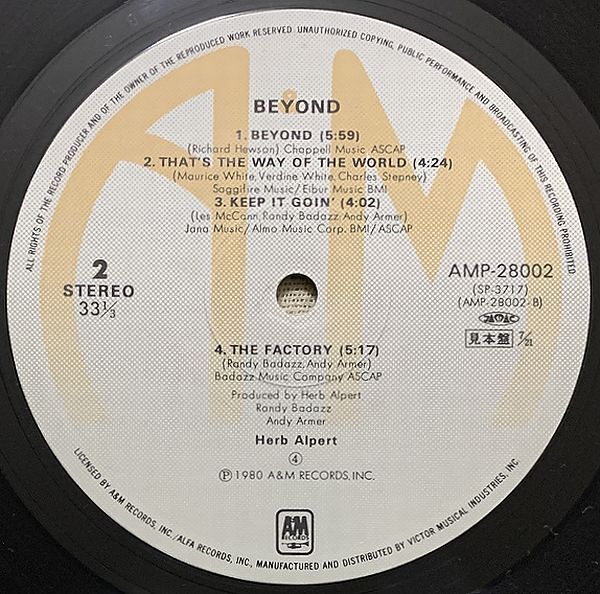 ALL RIGHTS OF THE RECORD PRODUCER AND OF THE OWNER OF THE REPRODUCED WORK RESERVED. UNAUTHORIZED COPYING, PUBLIC PERFORMANCE AND BROADCASTING OF THIS RECORDING PROHIBITED
A&M
BEYOND
1. BEYOND (5:59)
(Richard Hewson) Chappell Music ASCAP
2. THAT'S THE WAY OF THE WORLD (4:24)
(Maurice White, Verdine White, Charles Stepney)
Saggifire Music/Eibur Music BMI
3. KEEP IT GOIN' (4:02)
(Les McCann, Randy Badazz, Andy Armer)
Jana Music/Almo Music Corp. BMI/ASCAP
2
STEREO
33⅓
AMP-28002
(SP-3717)
(AMP-28002-B)
見本盤 7/21
4. THE FACTORY (5:17)
(Randy Badazz, Andy Armer)
Badazz Music Company ASCAP
Produced by Herb Alpert
Randy Badazz
Andy Armer
Herb Alpert
④
Ⓟ 1980 A&M RECORDS, INC.
A&M
RECORDS
LICENSED BY A&M RECORDS, INC./ALFA RECORDS, INC., MANUFACTURED AND DISTRIBUTED BY VICTOR MUSICAL INDUSTRIES, INC.